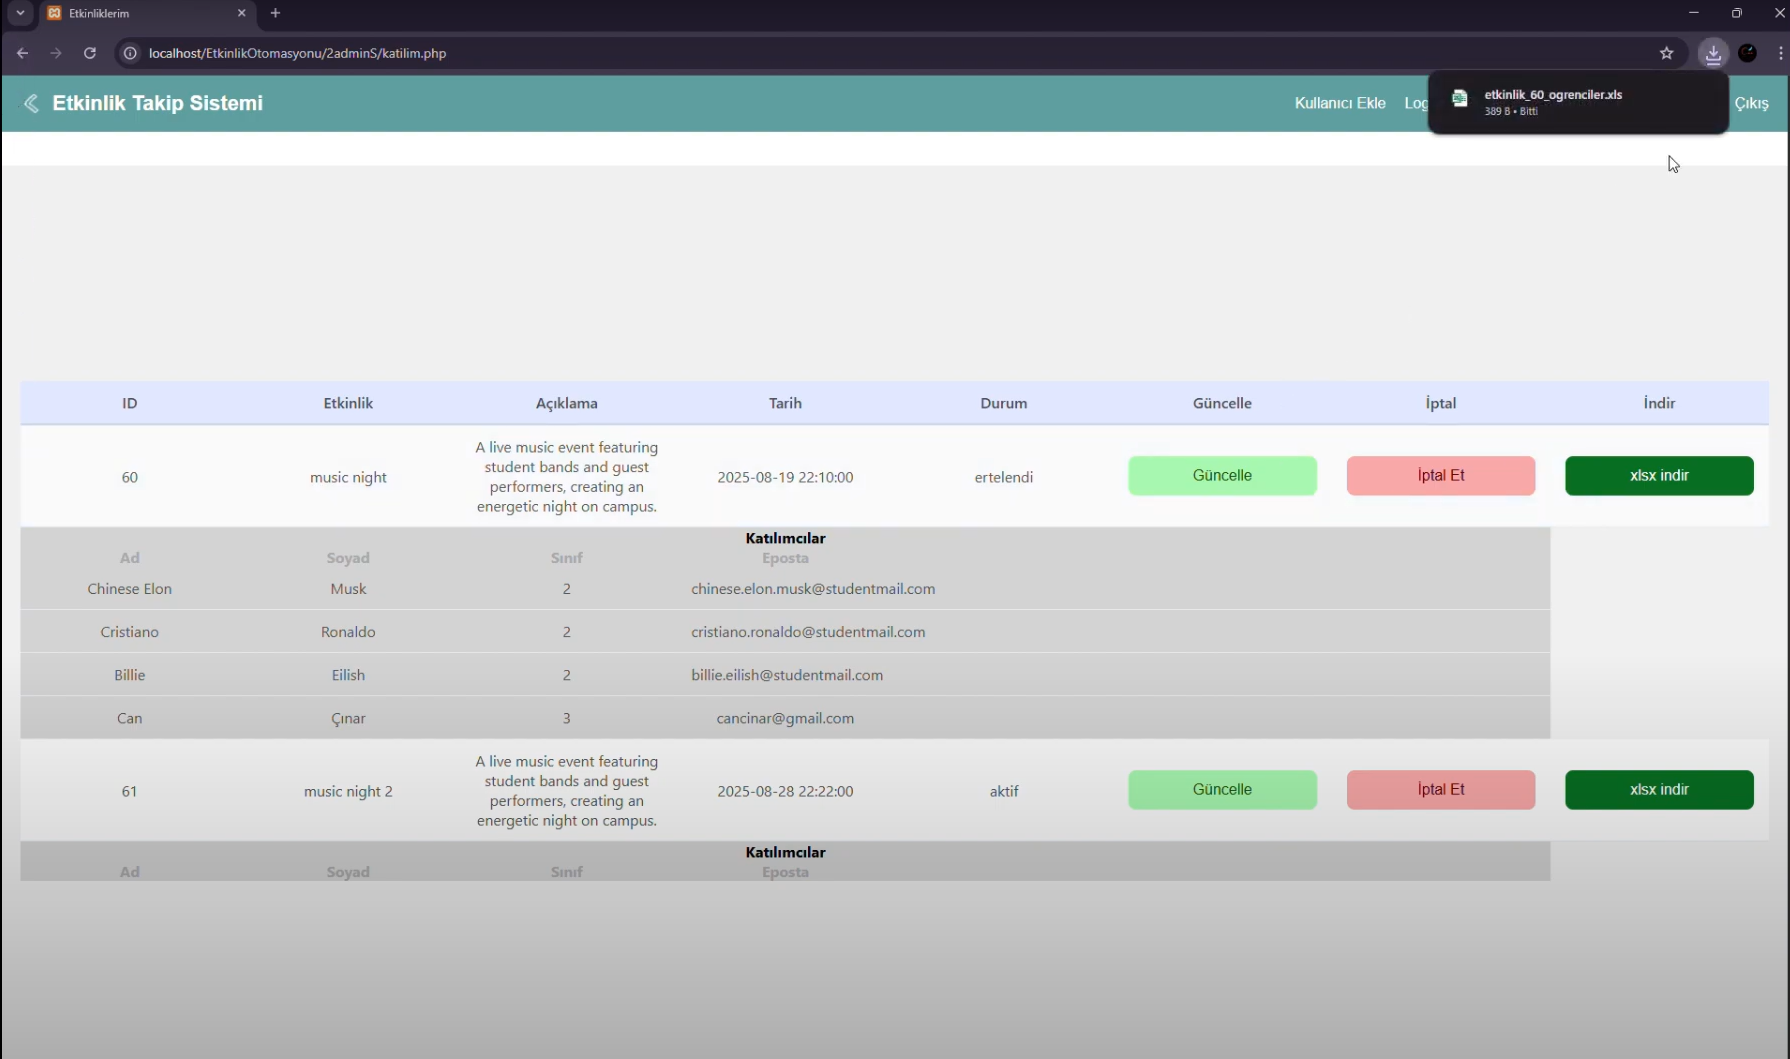 Etkinliklerim
localhost/EtkinlikOtomasyonu/2adminS/katilim.php
Etkinlik Takip Sistemi
Kullanıcı Ekle Log Çıkış
etkinlik_60_ogrenciler.xls
389 B • Bitti
ID Etkinlik Açıklama Tarih Durum Güncelle İptal İndir
A live music event featuring
student bands and guest
60 music night 2025-08-19 22:10:00 ertelendi Güncelle İptal Et xlsx indir
performers, creating an
energetic night on campus.
Katılımcılar
Ad Soyad Sınıf Eposta
Chinese Elon Musk 2 chinese.elon.musk@studentmail.com
Cristiano Ronaldo 2 cristiano.ronaldo@studentmail.com
Billie Eilish 2 billie.eilish@studentmail.com
Can Çınar 3 cancinar@gmail.com
A live music event featuring
student bands and guest
61 music night 2 2025-08-28 22:22:00 aktif Güncelle İptal Et xlsx indir
performers, creating an
energetic night on campus.
Katılımcılar
Ad Soyad Sınıf Eposta